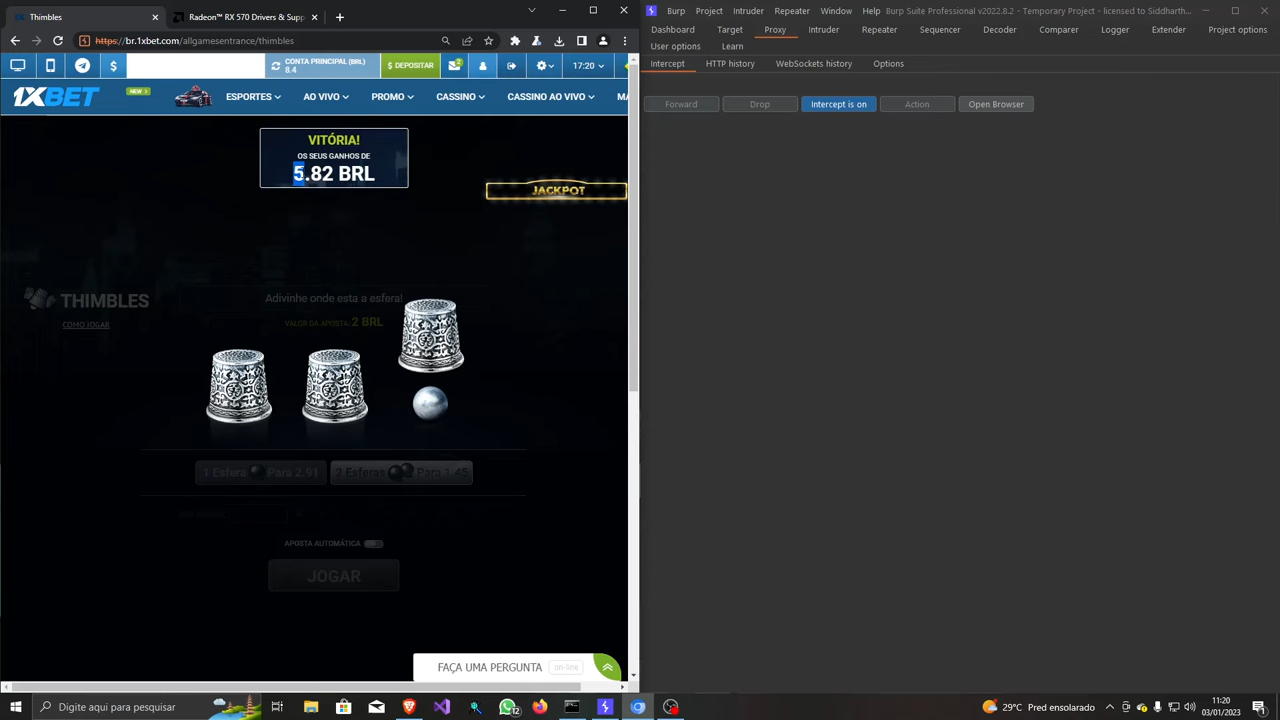 Thimbles
Radeon™ RX 570 Drivers & Supp
https://br.1xbet.com/allgamesentrance/thimbles
CONTA PRINCIPAL (BRL)
8.4
$ DEPOSITAR
2
17:20
1XBET
NEW
ESPORTES
AO VIVO
PROMO
CASSINO
CASSINO AO VIVO
MA
VITÓRIA!
OS SEUS GANHOS DE
5.82 BRL
JACKPOT
THIMBLES
COMO JOGAR
Adivinhe onde esta a esfera!
VALOR DA APOSTA: 2 BRL
1 Esfera Para 2.91
2 Esferas Para 1.45
APOSTA AUTOMÁTICA
JOGAR
FAÇA UMA PERGUNTA
on-line
Burp Project Intruder Repeater Window Help
Burp Suite Professional v2022.8.2 - Temporary Project - licensed to Siddharth...
Dashboard Target Proxy Intruder Repeater Sequencer Decoder Comparer Logger Extender Project options
User options Learn
Intercept HTTP history WebSockets history Options
Forward Drop Intercept is on Action Open Browser
Digite aqui para pesquisar
12
29°C Pred ensolarado
11:20
03/01/2023